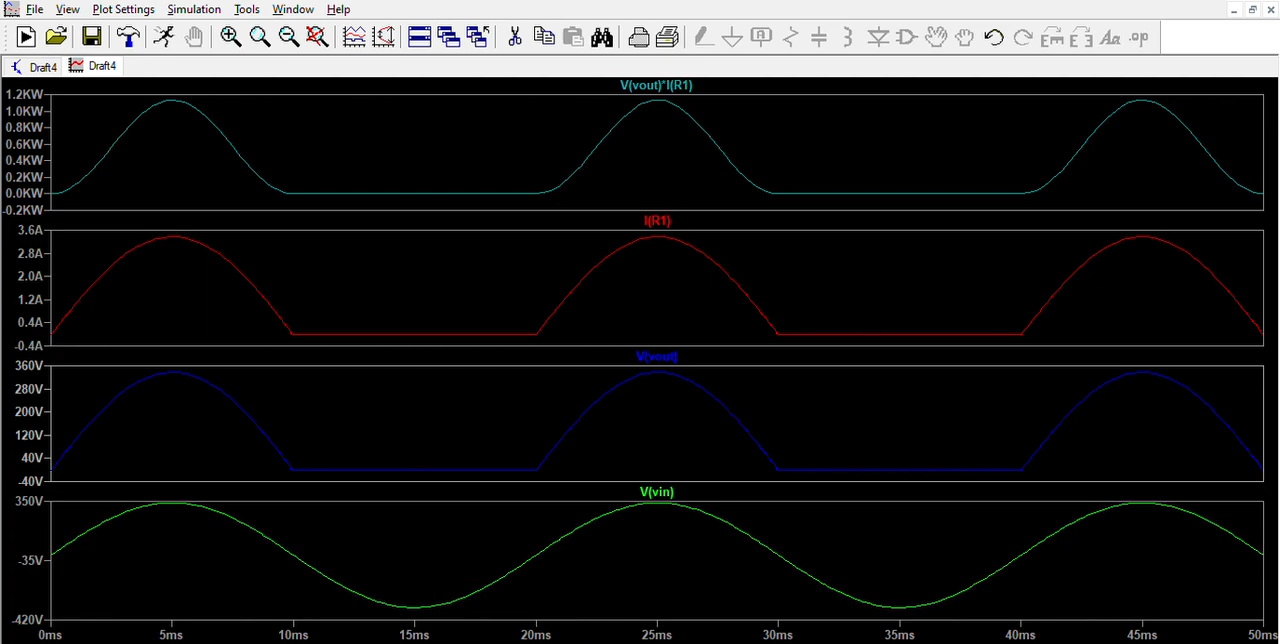 File View Plot Settings Simulation Tools Window Help
.op
Draft4 Draft4
V(vout)*I(R1)
1.2KW
1.0KW
0.8KW
0.6KW
0.4KW
0.2KW
0.0KW
-0.2KW
I(R1)
3.6A
2.8A
2.0A
1.2A
0.4A
-0.4A
V(vout)
360V
280V
200V
120V
40V
-40V
V(vin)
350V
-35V
-420V
0ms 5ms 10ms 15ms 20ms 25ms 30ms 35ms 40ms 45ms 50ms